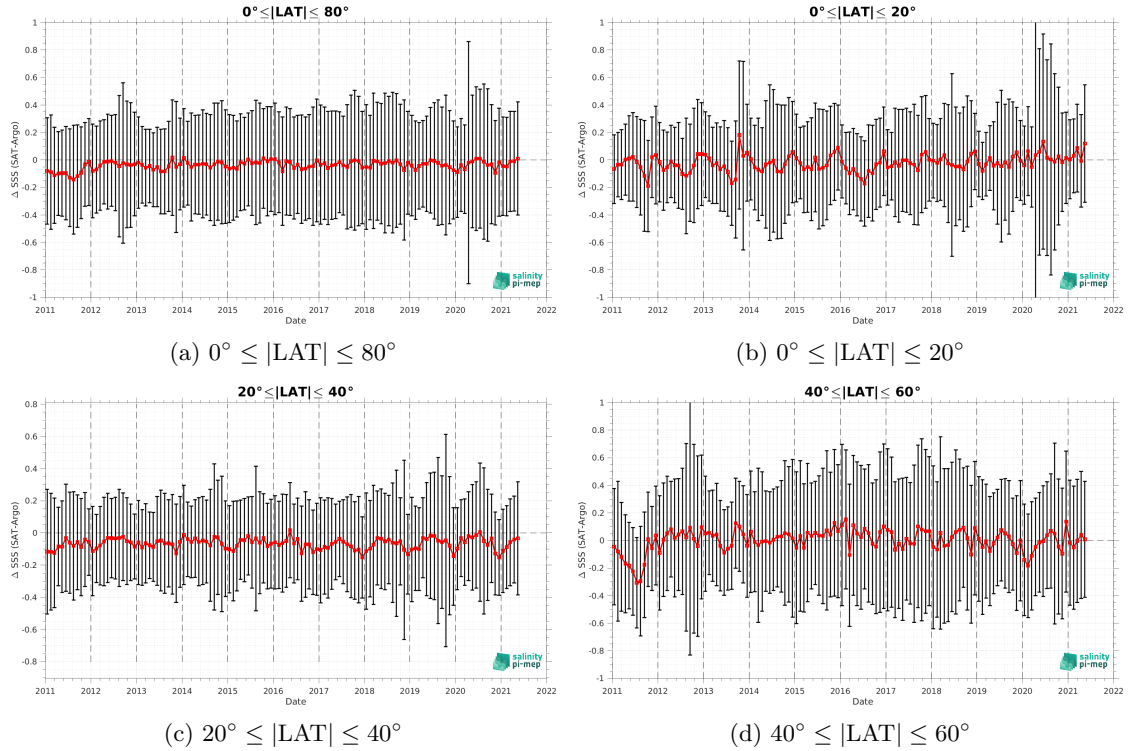 0°≤|LAT|≤ 80°
1
0.8
0.6
0.4
0.2
0
-0.2
-0.4
-0.6
-0.8
-1
Δ SSS (SAT-Argo)
2011 2012 2013 2014 2015 2016 2017 2018 2019 2020 2021 2022
Date
salinity
pi-mep
(a) 0° ≤ |LAT| ≤ 80°
0°≤|LAT|≤ 20°
1
0.8
0.6
0.4
0.2
0
-0.2
-0.4
-0.6
-0.8
-1
Δ SSS (SAT-Argo)
2011 2012 2013 2014 2015 2016 2017 2018 2019 2020 2021 2022
Date
salinity
pi-mep
(b) 0° ≤ |LAT| ≤ 20°
20°≤|LAT|≤ 40°
0.8
0.6
0.4
0.2
0
-0.2
-0.4
-0.6
-0.8
Δ SSS (SAT-Argo)
2011 2012 2013 2014 2015 2016 2017 2018 2019 2020 2021 2022
Date
salinity
pi-mep
(c) 20° ≤ |LAT| ≤ 40°
40°≤|LAT|≤ 60°
1
0.8
0.6
0.4
0.2
0
-0.2
-0.4
-0.6
-0.8
-1
Δ SSS (SAT-Argo)
2011 2012 2013 2014 2015 2016 2017 2018 2019 2020 2021 2022
Date
salinity
pi-mep
(d) 40° ≤ |LAT| ≤ 60°